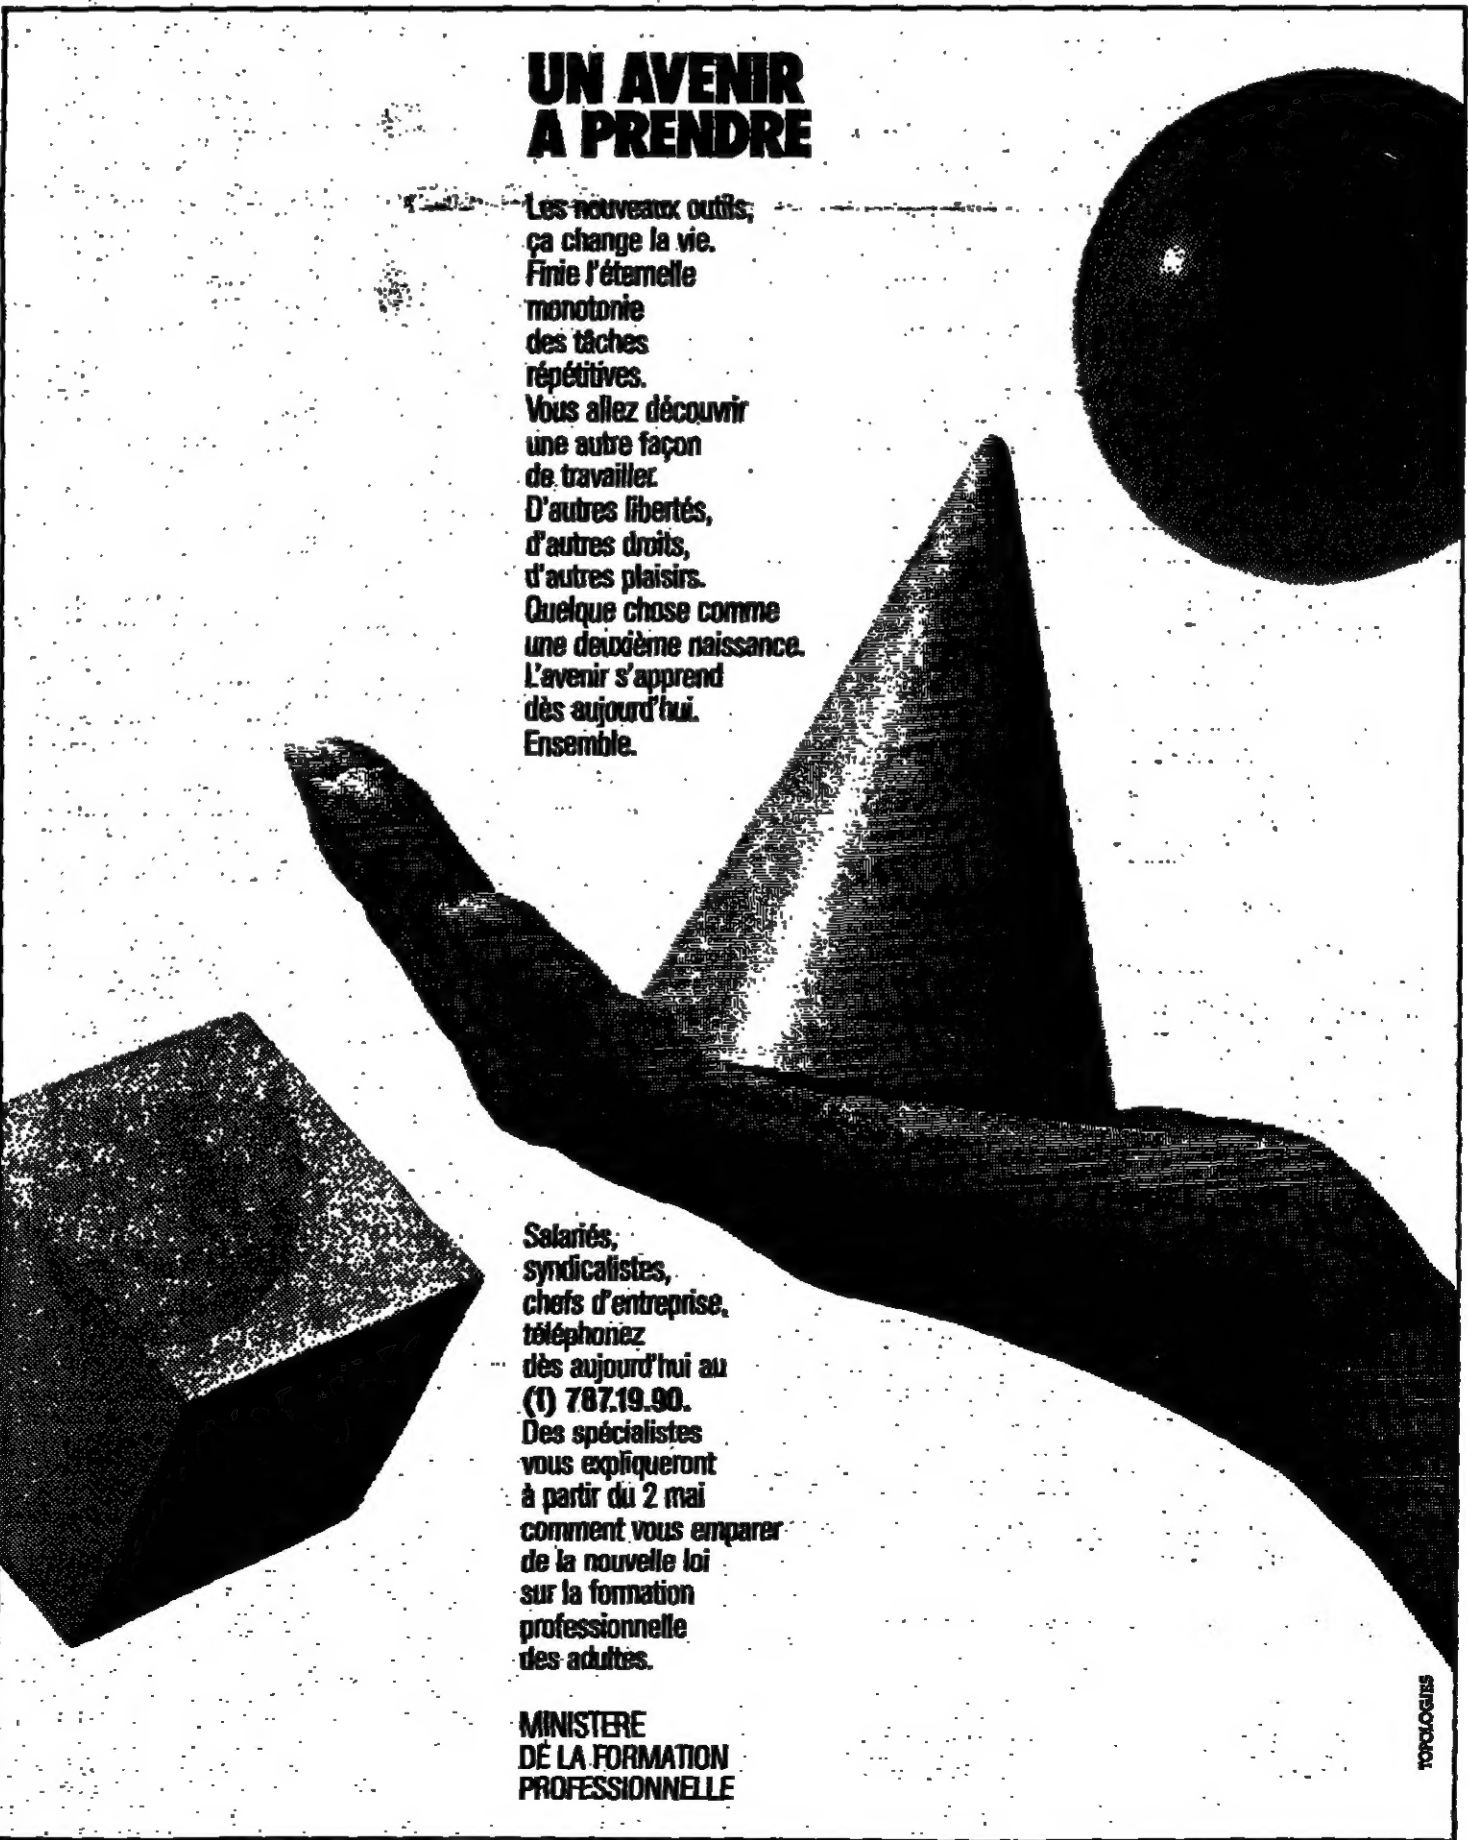 UN AVENIR
A PRENDRE
Les nouveaux outils,
ça change la vie.
Finie l'éternelle
monotonie
des tâches
répétitives.
Vous allez découvrir
une autre façon
de travailler.
D'autres libertés,
d'autres droits,
d'autres plaisirs.
Quelque chose comme
une deuxième naissance.
L'avenir s'apprend
dès aujourd'hui.
Ensemble.
Salariés,
syndicalistes,
chefs d'entreprise,
téléphonez
dès aujourd'hui au
(1) 787.19.90.
Des spécialistes
vous expliqueront
à partir du 2 mai
comment vous emparer
de la nouvelle loi
sur la formation
professionnelle
des adultes.
MINISTERE
DE LA FORMATION
PROFESSIONNELLE
TOPOLOGIES